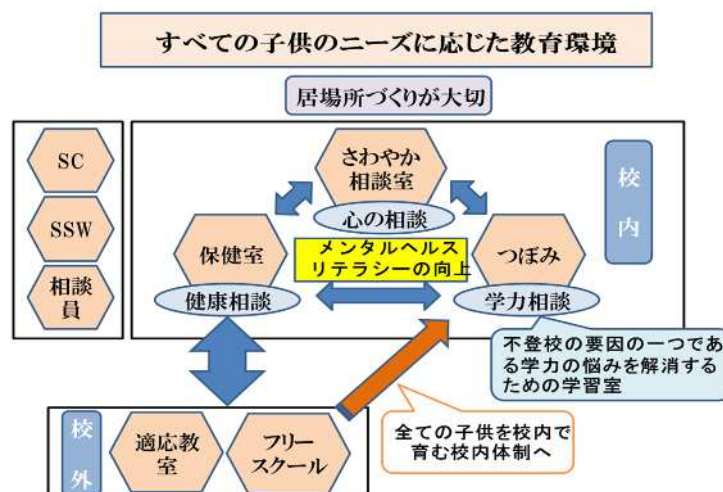 すべての子供のニーズに応じた教育環境
居場所づくりが大切
SC
SSW
相談
員
さわやか
相談室
心の相談
校
内
保健室
健康相談
メンタルヘルス
リテラシーの向上
つぼみ
学力相談
不登校の要因の一つであ
る学力の悩みを解消する
ための学習室
校
外
適応教
室
フリー
スクール
全ての子供を校内で
育む校内体制へ